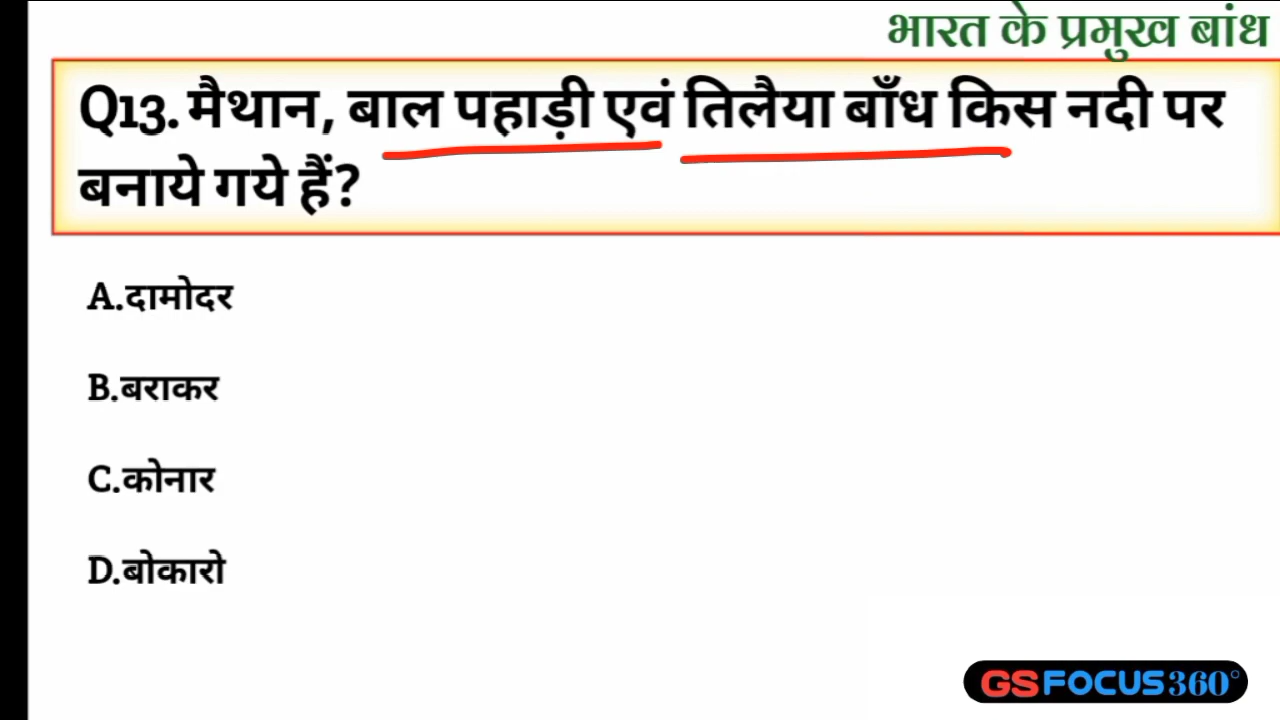 भारत के प्रमुख बांध
Q13. मैथान, बाल पहाड़ी एवं तिलैया बाँध किस नदी पर
बनाये गये हैं?
A.दामोदर
B.बराकर
C.कोनार
D.बोकारो
GSFOCUS360°